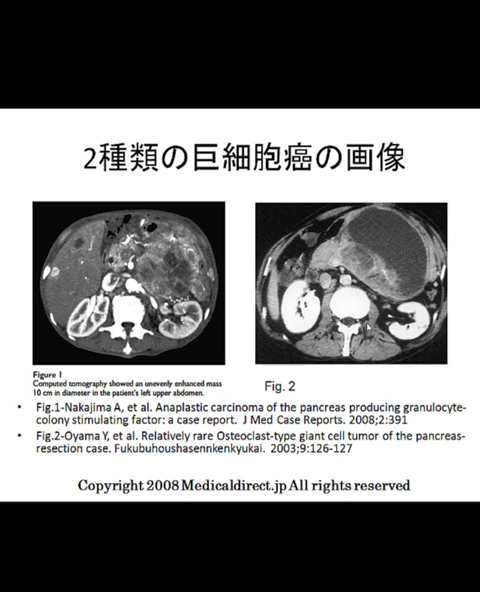 2種類の巨細胞癌の画像
Figure 1
Computed tomography showed an unevenly enhanced mass
10 cm in diameter in the patient's left upper abdomen.
Fig. 2
• Fig.1-Nakajima A, et al. Anaplastic carcinoma of the pancreas producing granulocyte-
colony stimulating factor: a case report. J Med Case Reports. 2008;2:391
• Fig.2-Oyama Y, et al. Relatively rare Osteoclast-type giant cell tumor of the pancreas-
resection case. Fukubuhoushasennkenkyukai. 2003;9:126-127
Copyright 2008 Medicaldirect.jp All rights reserved